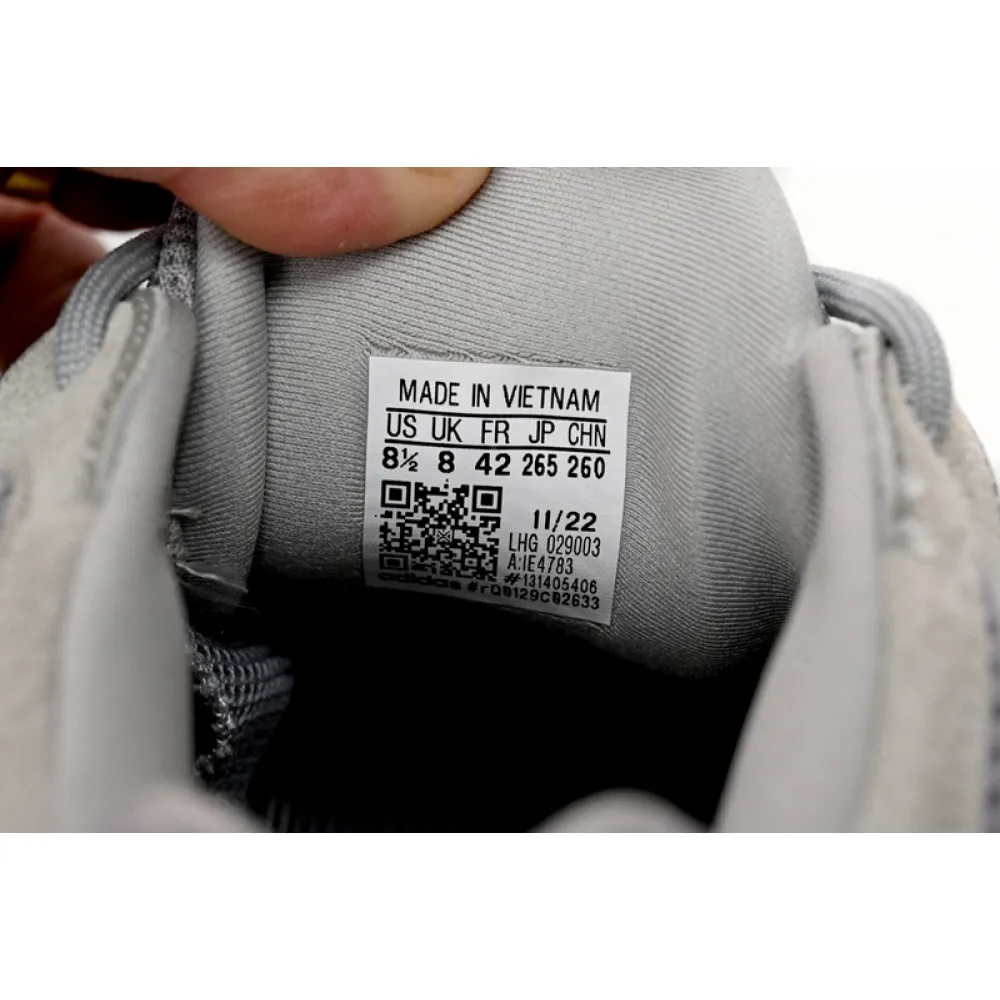 MADE IN VIETNAM
US UK FR JP CHN
8½ 8 42 265 260
11/22
LHG 029003
A:IE4783
#131405406
adidas #rQ0129C02633